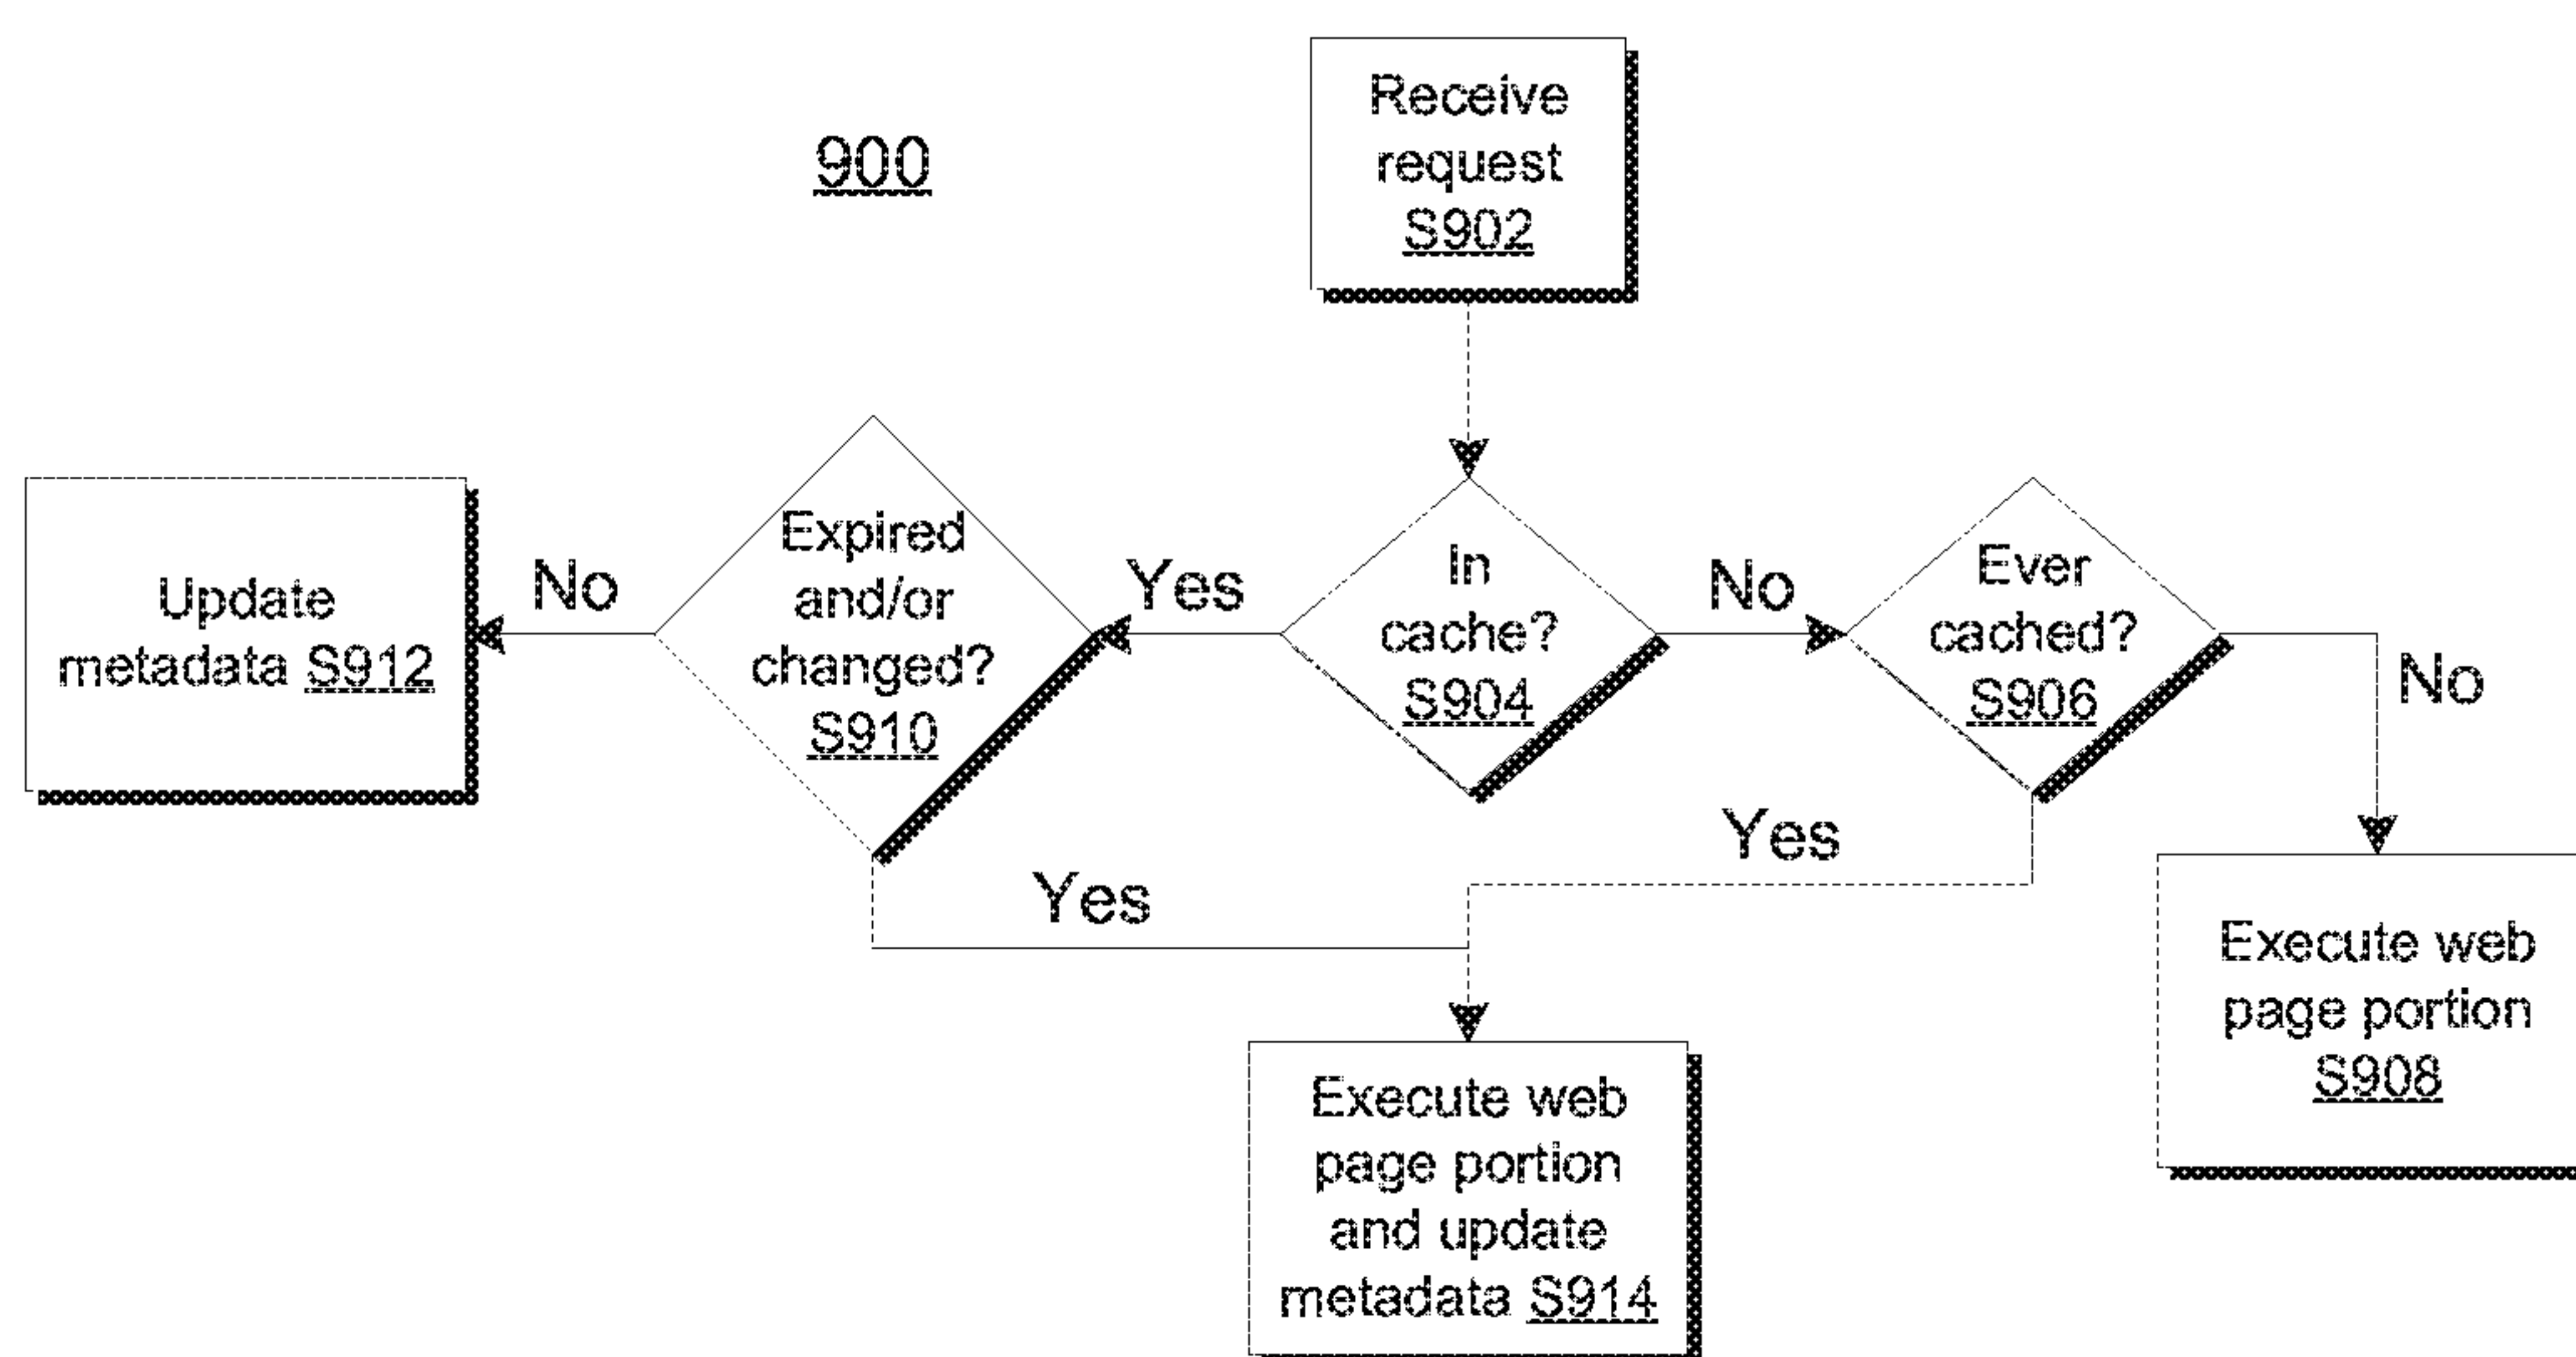 900
Receive
request
S902
In
cache?
S904
Yes
No
Expired
and/or
changed?
S910
No
Update
metadata S912
Yes
Ever
cached?
S906
No
Yes
Execute web
page portion
S908
Execute web
page portion
and update
metadata S914